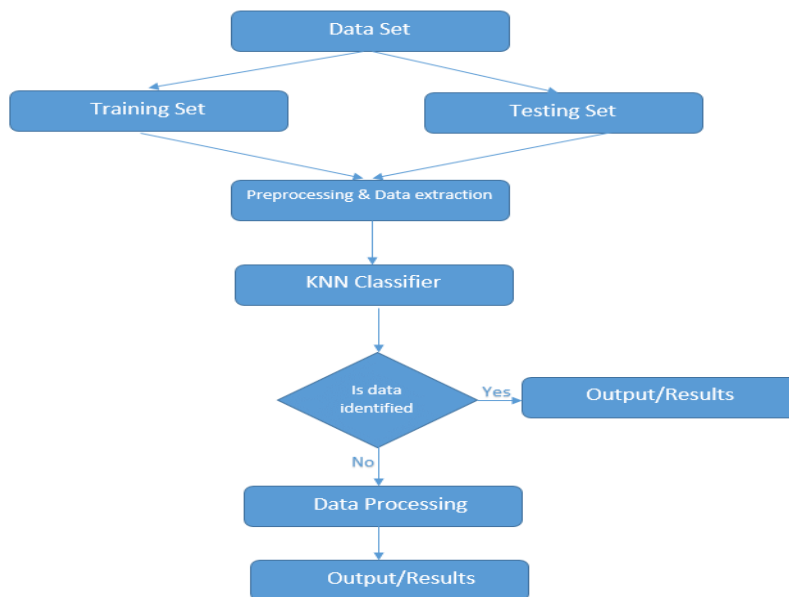 Data Set
Training Set
Testing Set
Preprocessing & Data extraction
KNN Classifier
Is data
identified
Yes
Output/Results
No
Data Processing
Output/Results